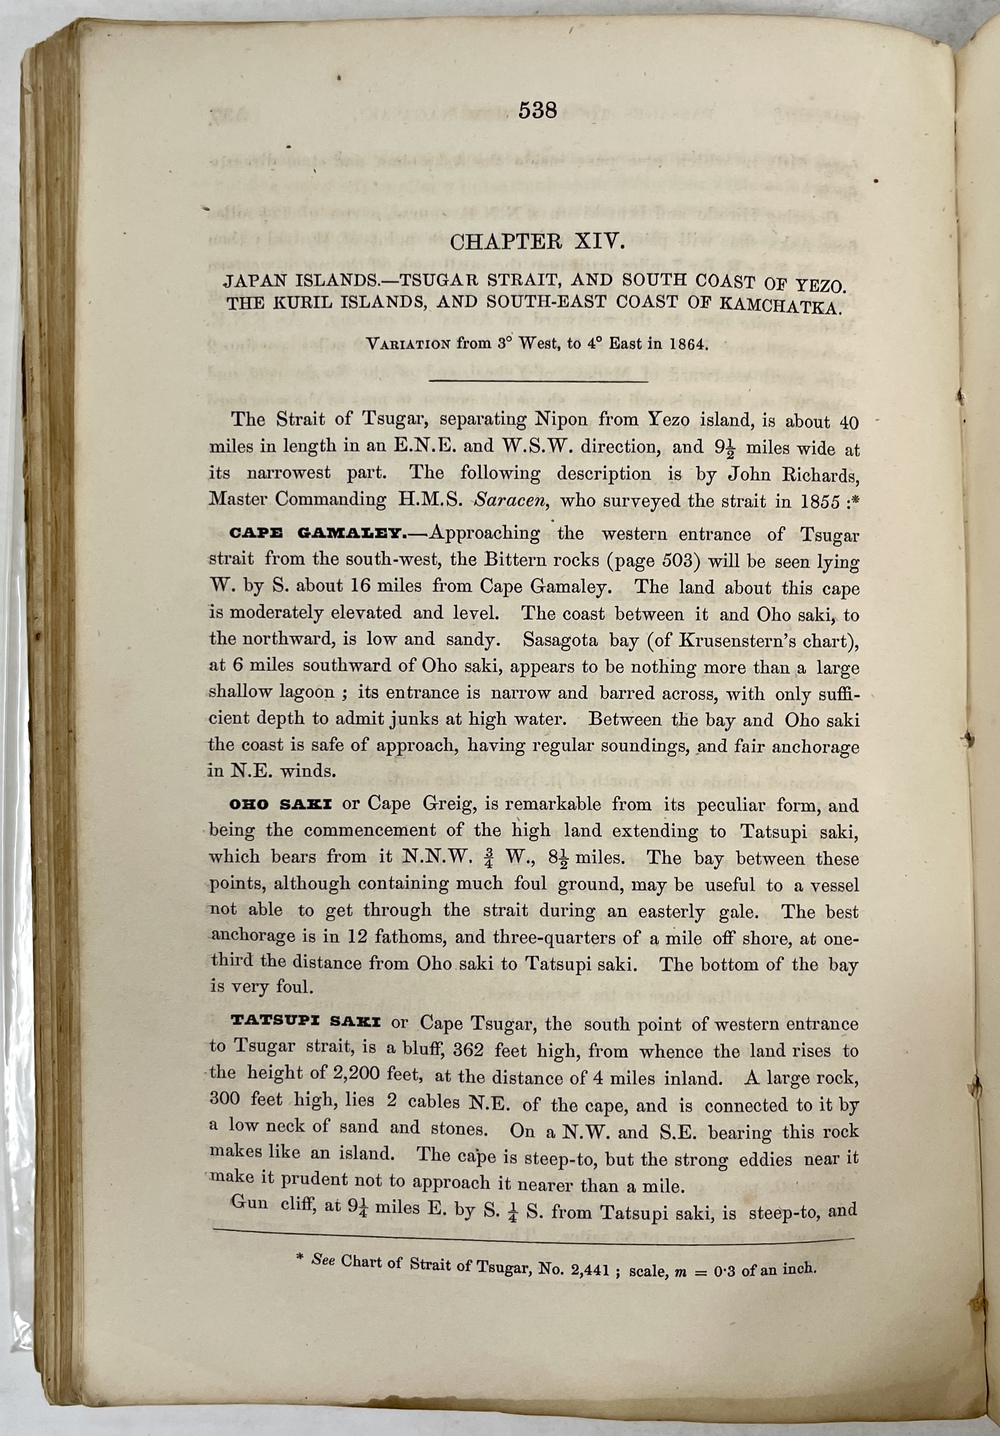 538
CHAPTER XIV.
JAPAN ISLANDS.—TSUGAR STRAIT, AND SOUTH COAST OF YEZO.
THE KURIL ISLANDS, AND SOUTH-EAST COAST OF KAMCHATKA.
VARIATION from 3° West, to 4° East in 1864.
The Strait of Tsugar, separating Nipon from Yezo island, is about 40
miles in length in an E.N.E. and W.S.W. direction, and 9½ miles wide at
its narrowest part. The following description is by John Richards,
Master Commanding H.M.S. Saracen, who surveyed the strait in 1855 :*
CAPE GAMALEY.—Approaching the western entrance of Tsugar
strait from the south-west, the Bittern rocks (page 503) will be seen lying
W. by S. about 16 miles from Cape Gamaley. The land about this cape
is moderately elevated and level. The coast between it and Oho saki, to
the northward, is low and sandy. Sasagota bay (of Krusenstern's chart),
at 6 miles southward of Oho saki, appears to be nothing more than a large
shallow lagoon ; its entrance is narrow and barred across, with only suffi-
cient depth to admit junks at high water. Between the bay and Oho saki
the coast is safe of approach, having regular soundings, and fair anchorage
in N.E. winds.
OHO SAKI or Cape Greig, is remarkable from its peculiar form, and
being the commencement of the high land extending to Tatsupi saki,
which bears from it N.N.W. ¾ W., 8½ miles. The bay between these
points, although containing much foul ground, may be useful to a vessel
not able to get through the strait during an easterly gale. The best
anchorage is in 12 fathoms, and three-quarters of a mile off shore, at one-
third the distance from Oho saki to Tatsupi saki. The bottom of the bay
is very foul.
TATSUPI SAKI or Cape Tsugar, the south point of western entrance
to Tsugar strait, is a bluff, 362 feet high, from whence the land rises to
the height of 2,200 feet, at the distance of 4 miles inland. A large rock,
300 feet high, lies 2 cables N.E. of the cape, and is connected to it by
a low neck of sand and stones. On a N.W. and S.E. bearing this rock
makes like an island. The cape is steep-to, but the strong eddies near it
make it prudent not to approach it nearer than a mile.
Gun cliff, at 9¼ miles E. by S. ¼ S. from Tatsupi saki, is steep-to, and
* See Chart of Strait of Tsugar, No. 2,441 ; scale, m = 0·3 of an inch.